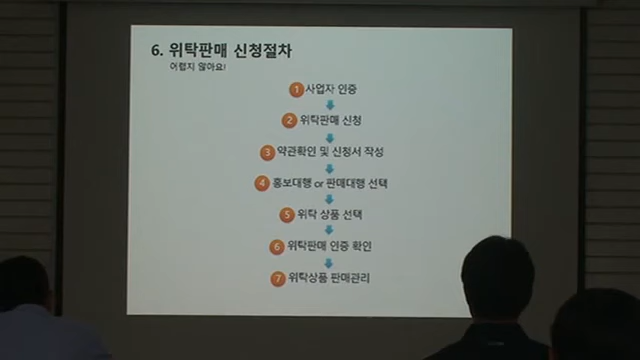 6. 위탁판매 신청절차
어렵지 않아요!
1 사업자 인증
2 위탁판매 신청
3 약관확인 및 신청서 작성
4 홍보대행 or 판매대행 선택
5 위탁 상품 선택
6 위탁판매 인증 확인
7 위탁상품 판매관리